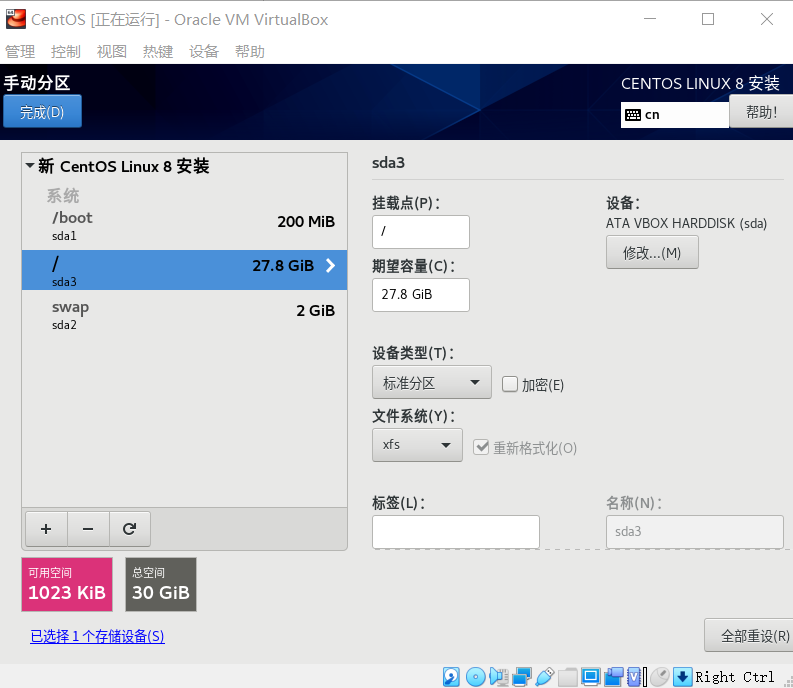 CentOS [正在运行] - Oracle VM VirtualBox
管理 控制 视图 热键 设备 帮助
手动分区
CENTOS LINUX 8 安装
完成(D)
cn
帮助!
新 CentOS Linux 8 安装
系统
/boot
200 MiB
sda1
/
27.8 GiB
sda3
swap
2 GiB
sda2
+ −
可用空间
1023 KiB
总空间
30 GiB
已选择 1 个存储设备(S)
sda3
挂载点(P):
/
期望容量(C):
27.8 GiB
设备:
ATA VBOX HARDDISK (sda)
修改...(M)
设备类型(T):
标准分区
加密(E)
文件系统(Y):
xfs
重新格式化(O)
标签(L):
名称(N):
sda3
全部重设(R)
Right Ctrl